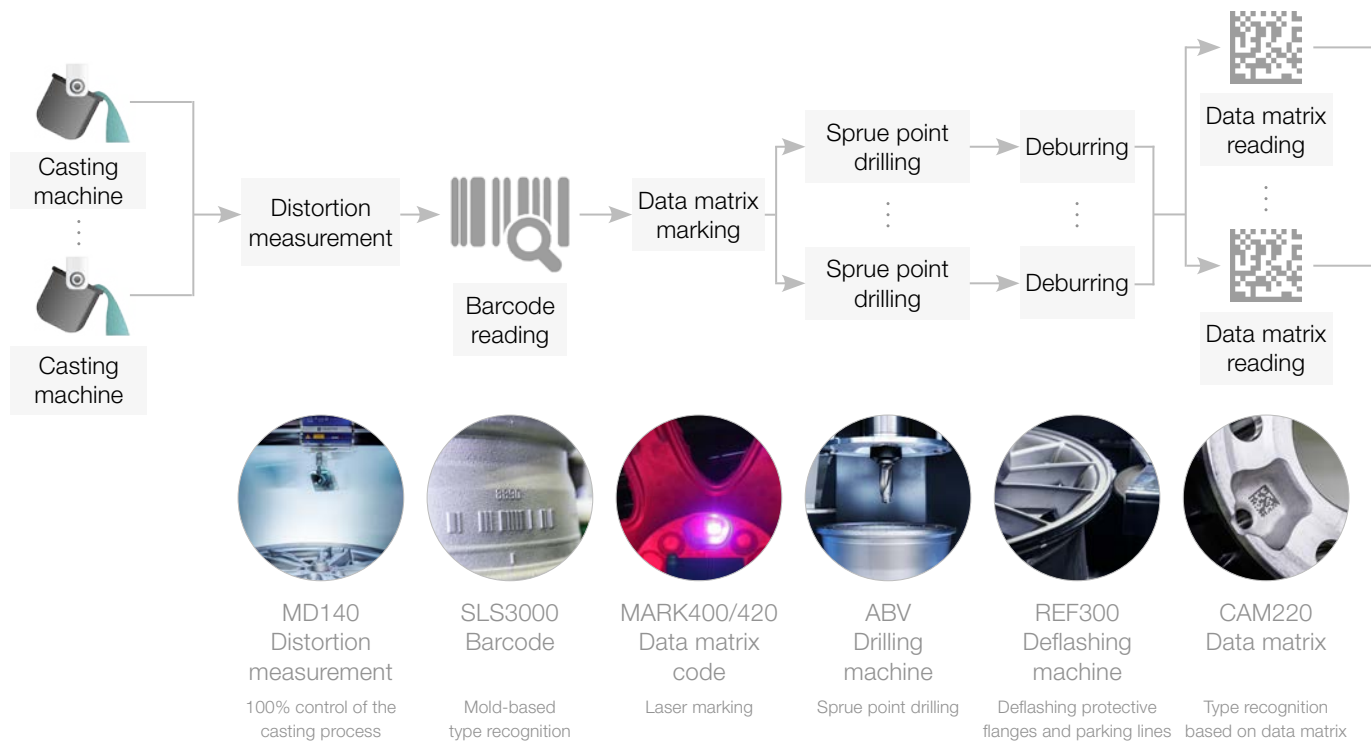 Casting
machine
Casting
machine
Distortion
measurement
Barcode
reading
Data matrix
marking
Sprue point
drilling
Sprue point
drilling
Deburring
Deburring
Data matrix
reading
Data matrix
reading
8890
MD140
Distortion
measurement
100% control of the
casting process
SLS3000
Barcode
Mold-based
type recognition
MARK400/420
Data matrix
code
Laser marking
ABV
Drilling
machine
Sprue point drilling
REF300
Deflashing
machine
Deflashing protective
flanges and parking lines
CAM220
Data matrix
Type recognition
based on data matrix